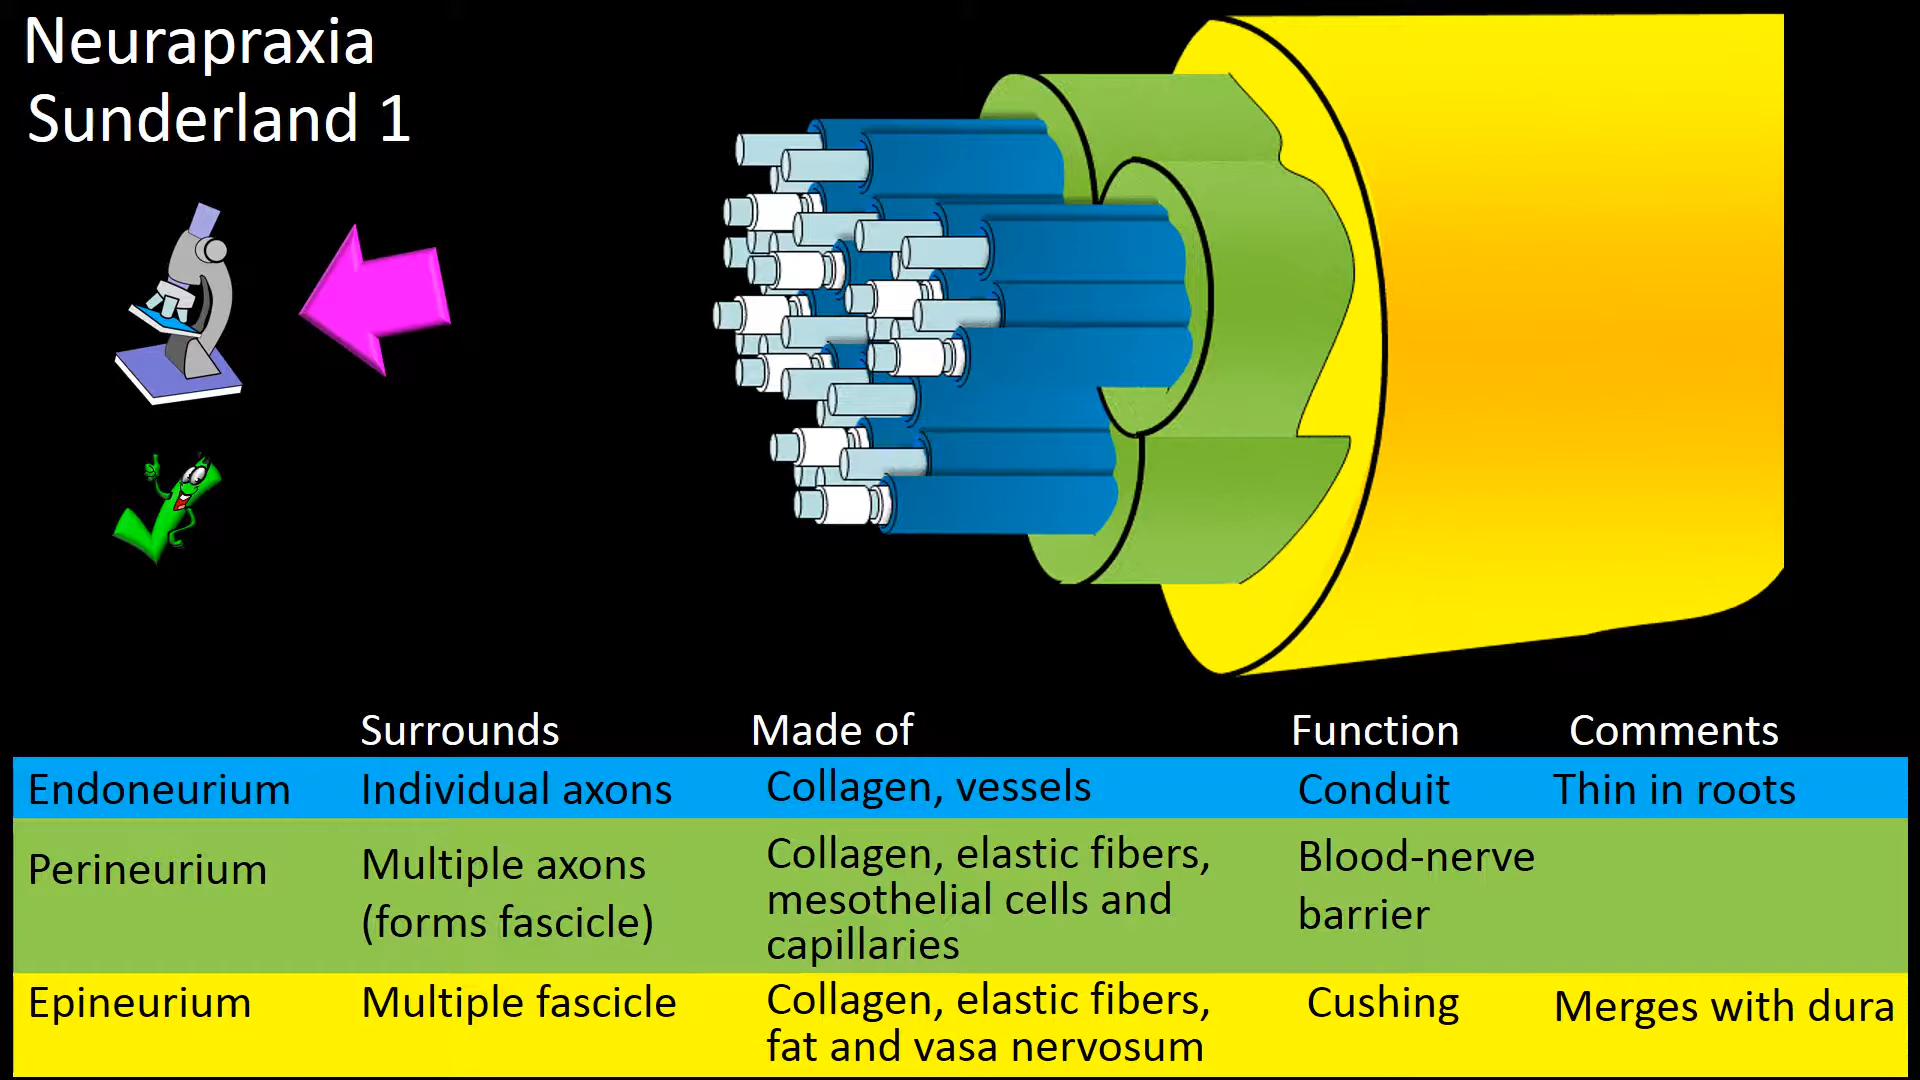 Neurapraxia
Sunderland 1
Surrounds Made of Function Comments
Endoneurium Individual axons Collagen, vessels Conduit Thin in roots
Perineurium Multiple axons (forms fascicle) Collagen, elastic fibers, mesothelial cells and capillaries Blood-nerve barrier
Epineurium Multiple fascicle Collagen, elastic fibers, fat and vasa nervosum Cushing Merges with dura